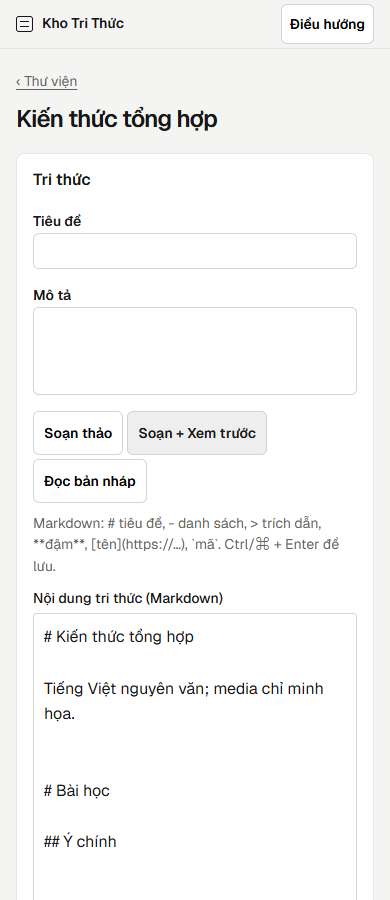 Kho Tri Thức
Điều hướng
‹ Thư viện
Kiến thức tổng hợp
Tri thức
Tiêu đề
Mô tả
Soạn thảo
Soạn + Xem trước
Đọc bản nháp
Markdown: # tiêu đề, - danh sách, > trích dẫn,
**đậm**, [tên](https://…), `mã`. Ctrl/⌘ + Enter để
lưu.
Nội dung tri thức (Markdown)
# Kiến thức tổng hợp
Tiếng Việt nguyên văn; media chỉ minh
họa.
# Bài học
## Ý chính